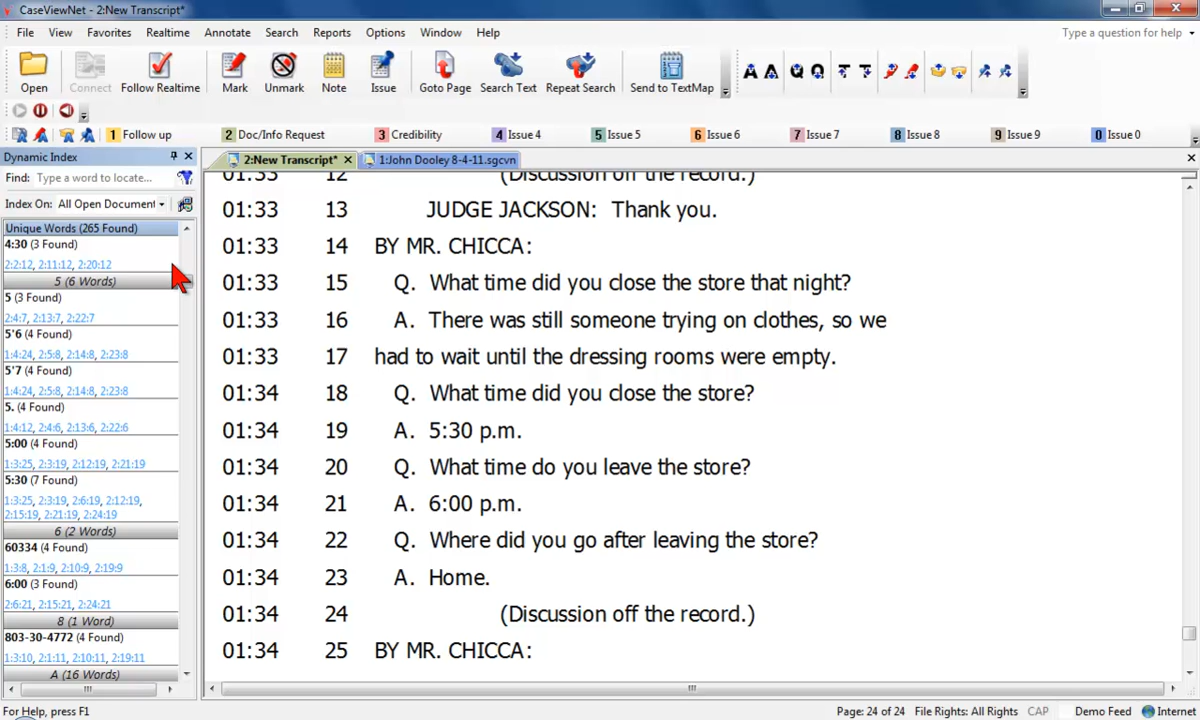 CaseViewNet - 2:New Transcript*
File View Favorites Realtime Annotate Search Reports Options Window Help
Type a question for help
Open Connect Follow Realtime Mark Unmark Note Issue Goto Page Search Text Repeat Search Send to TextMap
1 Follow up 2 Doc/Info Request 3 Credibility 4 Issue 4 5 Issue 5 6 Issue 6 7 Issue 7 8 Issue 8 9 Issue 9 0 Issue 0
Dynamic Index
2:New Transcript* 1:John Dooley 8-4-11.sgcvn
Find: Type a word to locate...
Index On: All Open Document
Unique Words (265 Found)
4:30 (3 Found)
2:2:12, 2:11:12, 2:20:12
5 (6 Words)
5 (3 Found)
2:4:7, 2:13:7, 2:22:7
5'6 (4 Found)
1:4:24, 2:5:8, 2:14:8, 2:23:8
5'7 (4 Found)
1:4:24, 2:5:8, 2:14:8, 2:23:8
5. (4 Found)
1:4:12, 2:4:6, 2:13:6, 2:22:6
5:00 (4 Found)
1:3:25, 2:3:19, 2:12:19, 2:21:19
5:30 (7 Found)
1:3:25, 2:3:19, 2:6:19, 2:12:19,
2:15:19, 2:21:19, 2:24:19
6 (2 Words)
60334 (4 Found)
1:3:8, 2:1:9, 2:10:9, 2:19:9
6:00 (3 Found)
2:6:21, 2:15:21, 2:24:21
8 (1 Word)
803-30-4772 (4 Found)
1:3:10, 2:1:11, 2:10:11, 2:19:11
A (16 Words)
01:33 12 (Discussion off the record.)
01:33 13 JUDGE JACKSON: Thank you.
01:33 14 BY MR. CHICCA:
01:33 15 Q. What time did you close the store that night?
01:33 16 A. There was still someone trying on clothes, so we
01:33 17 had to wait until the dressing rooms were empty.
01:34 18 Q. What time did you close the store?
01:34 19 A. 5:30 p.m.
01:34 20 Q. What time do you leave the store?
01:34 21 A. 6:00 p.m.
01:34 22 Q. Where did you go after leaving the store?
01:34 23 A. Home.
01:34 24 (Discussion off the record.)
01:34 25 BY MR. CHICCA:
For Help, press F1
Page: 24 of 24 File Rights: All Rights CAP Demo Feed Internet